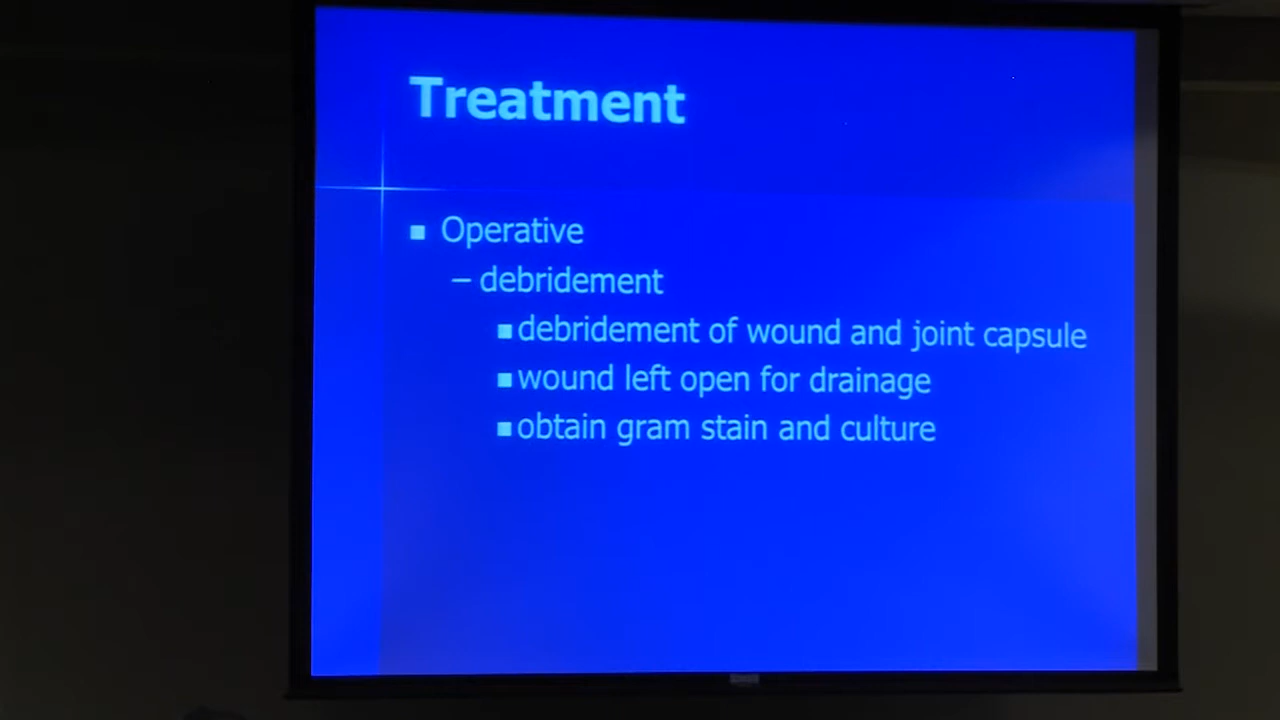 Treatment
■ Operative
– debridement
■ debridement of wound and joint capsule
■ wound left open for drainage
■ obtain gram stain and culture